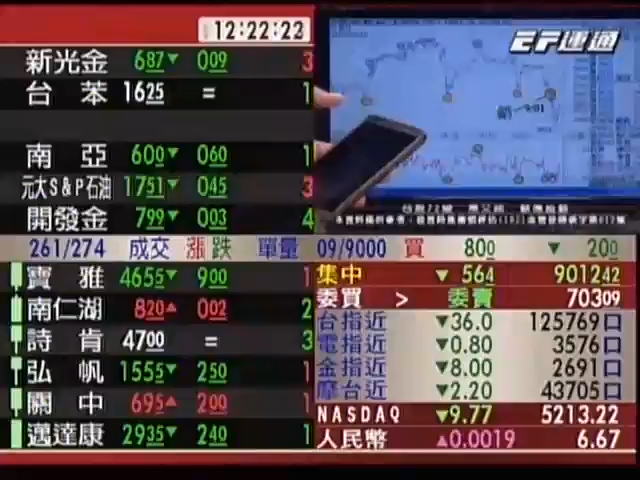 12:22:23
新光金 687▼ 009 3
台苯 1625 = 1
南亞 600▼ 060 1
元大S&P石油 1751▼ 045 3
開發金 799▼ 003 4
EF運通
261/274 成交 漲跌 單量
寶雅 4655▼ 900 1
南仁湖 820▲ 002 2
詩肯 4700 = 3
弘帆 1555▼ 250 1
關中 695▲ 200 1
邁達康 2935▼ 240 1
09/9000 買 800 ▼ 200
集中 ▼ 564 901242
委買 > 委賣 70309
台指近 ▼36.0 125769口
電指近 ▼0.80 3576口
金指近 ▼8.00 2691口
摩台近 ▼2.20 43705口
NASDAQ ▼9.77 5213.22
人民幣 ▲0.0019 6.67